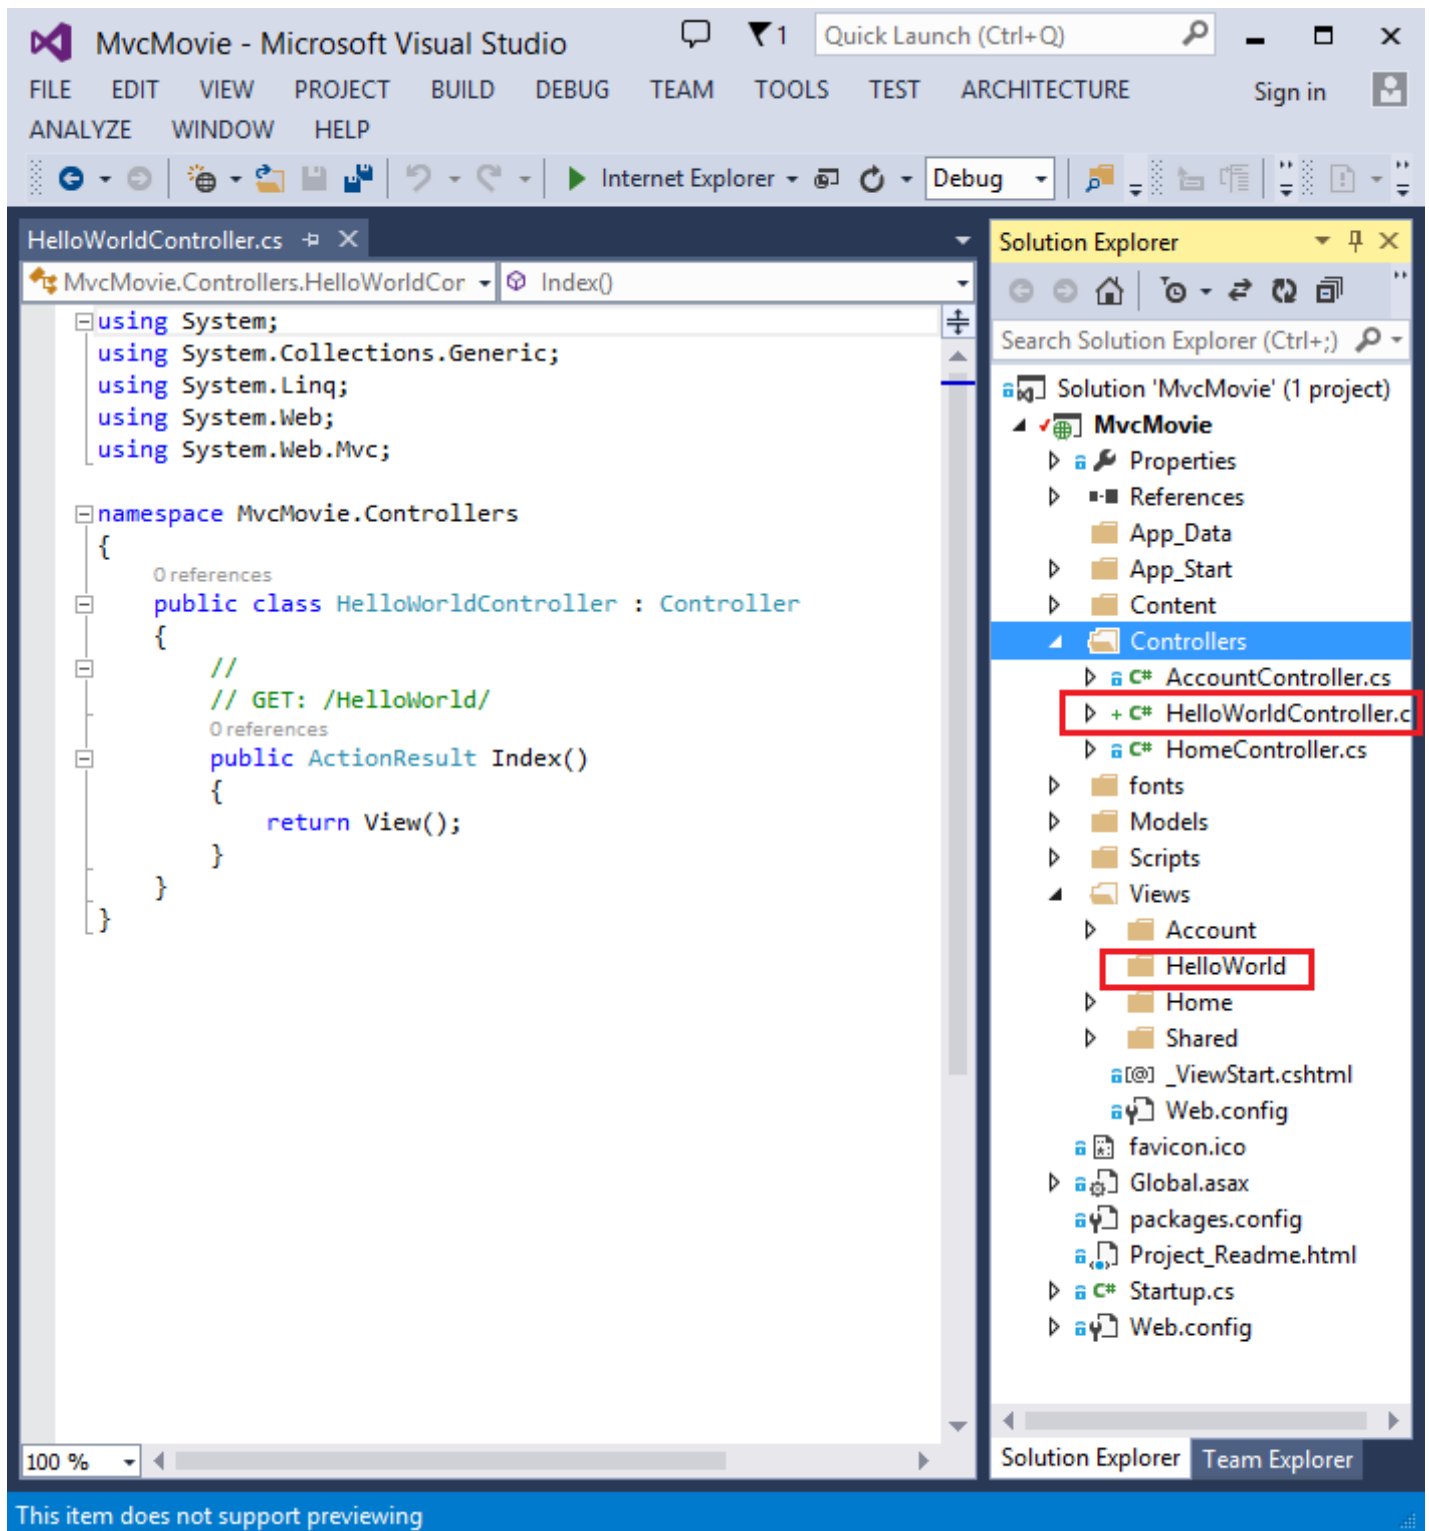 MvcMovie - Microsoft Visual Studio
1
Quick Launch (Ctrl+Q)
FILE EDIT VIEW PROJECT BUILD DEBUG TEAM TOOLS TEST ARCHITECTURE Sign in
ANALYZE WINDOW HELP
Internet Explorer
Debug
HelloWorldController.cs
MvcMovie.Controllers.HelloWorldCor
Index()
using System;
using System.Collections.Generic;
using System.Linq;
using System.Web;
using System.Web.Mvc;
namespace MvcMovie.Controllers
{
0 references
public class HelloWorldController : Controller
{
//
// GET: /HelloWorld/
0 references
public ActionResult Index()
{
return View();
}
}
}
100 %
Solution Explorer
Search Solution Explorer (Ctrl+;)
Solution 'MvcMovie' (1 project)
MvcMovie
Properties
References
App_Data
App_Start
Content
Controllers
C# AccountController.cs
+ C# HelloWorldController.c
C# HomeController.cs
fonts
Models
Scripts
Views
Account
HelloWorld
Home
Shared
[@] _ViewStart.cshtml
Web.config
favicon.ico
Global.asax
packages.config
Project_Readme.html
C# Startup.cs
Web.config
Solution Explorer Team Explorer
This item does not support previewing